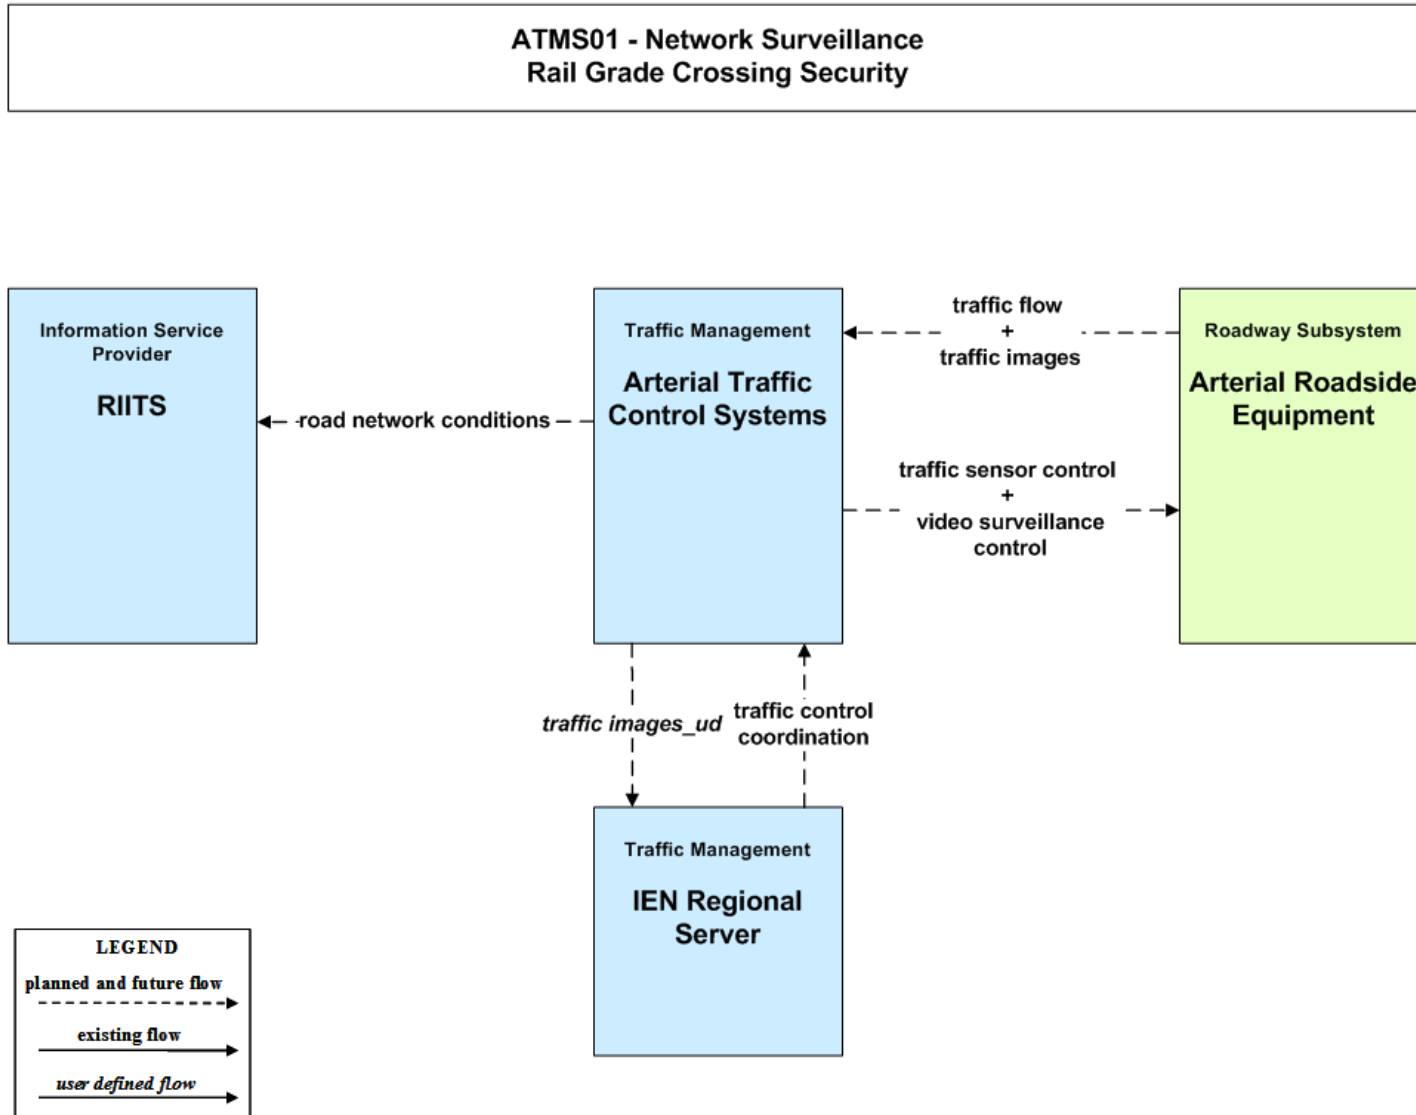 ATMS01 - Network Surveillance
Rail Grade Crossing Security
Information Service
Provider
RIITS
road network conditions
Traffic Management
Arterial Traffic
Control Systems
traffic flow
+
traffic images
traffic sensor control
+
video surveillance
control
Roadway Subsystem
Arterial Roadside
Equipment
traffic images_ud
traffic control
coordination
Traffic Management
IEN Regional
Server
LEGEND
planned and future flow
existing flow
user defined flow